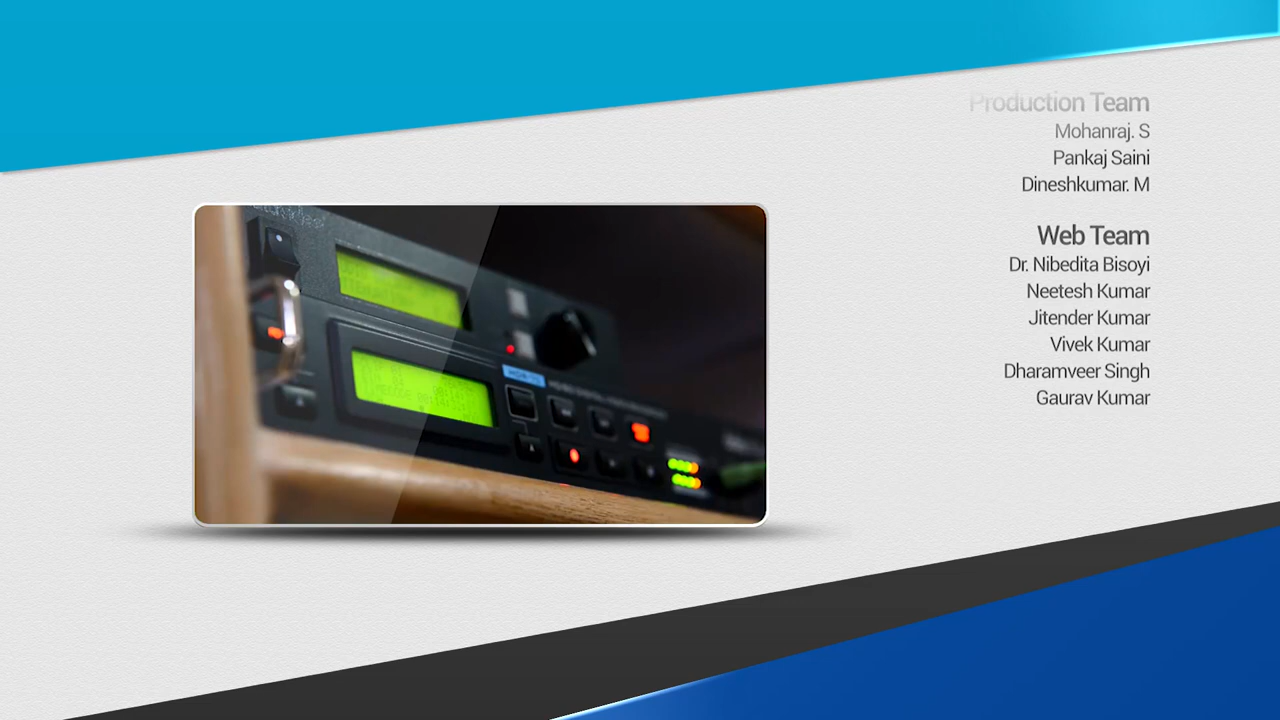 Production Team
Mohanraj. S
Pankaj Saini
Dineshkumar. M
Web Team
Dr. Nibedita Bisoyi
Neetesh Kumar
Jitender Kumar
Vivek Kumar
Dharamveer Singh
Gaurav Kumar